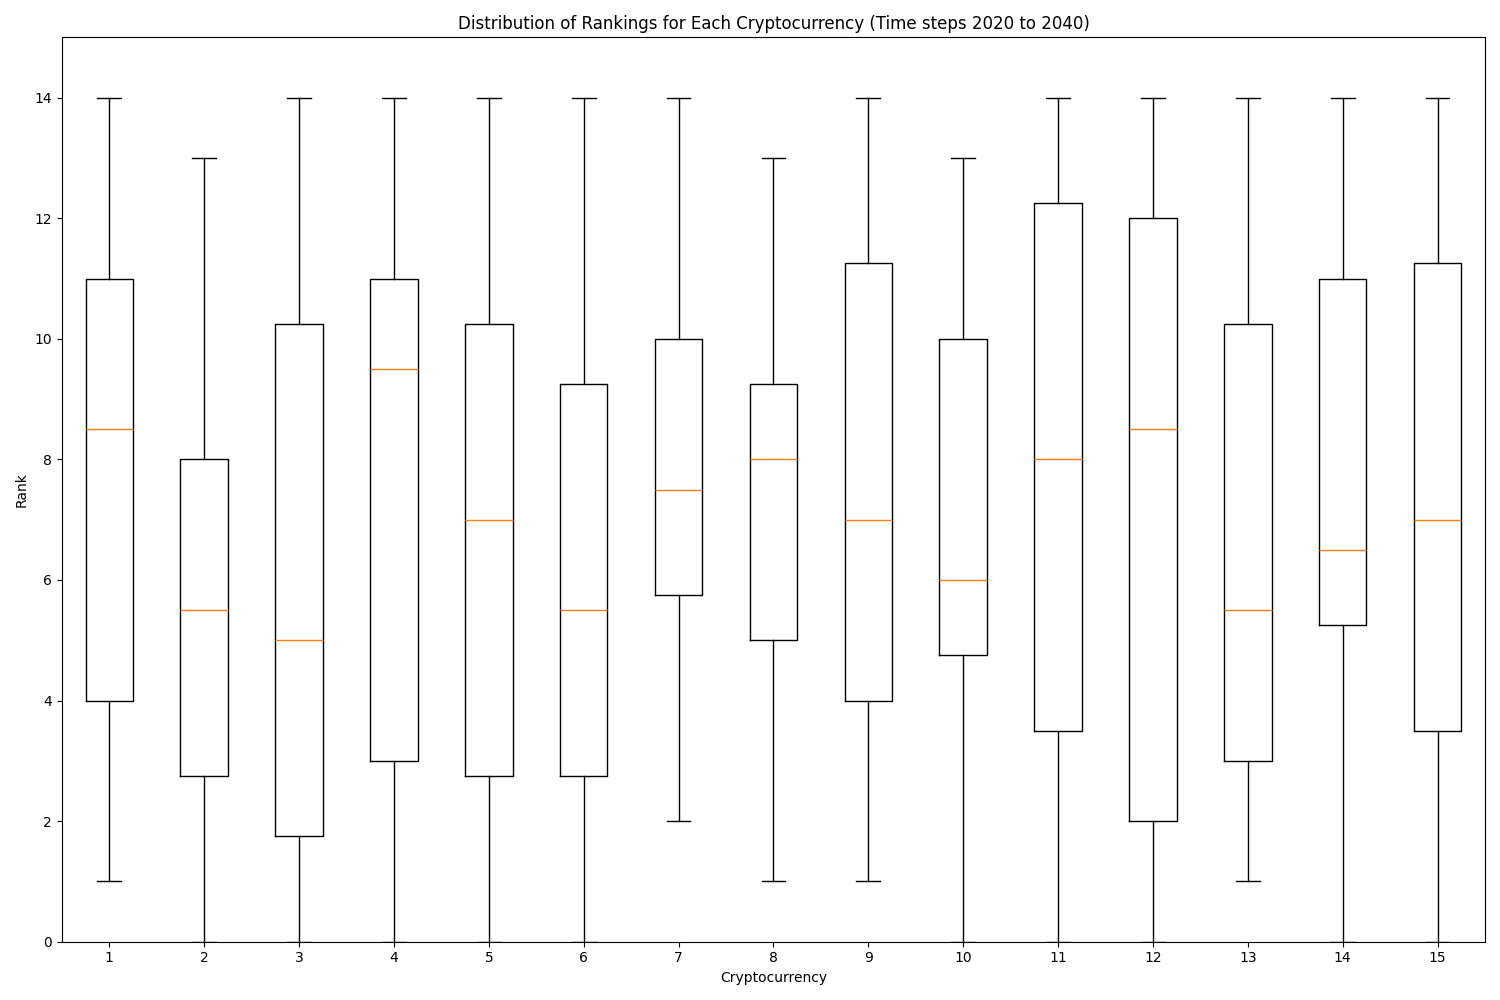 Distribution of Rankings for Each Cryptocurrency (Time steps 2020 to 2040)
14
12
10
8
6
4
2
0
Rank
1 2 3 4 5 6 7 8 9 10 11 12 13 14 15
Cryptocurrency